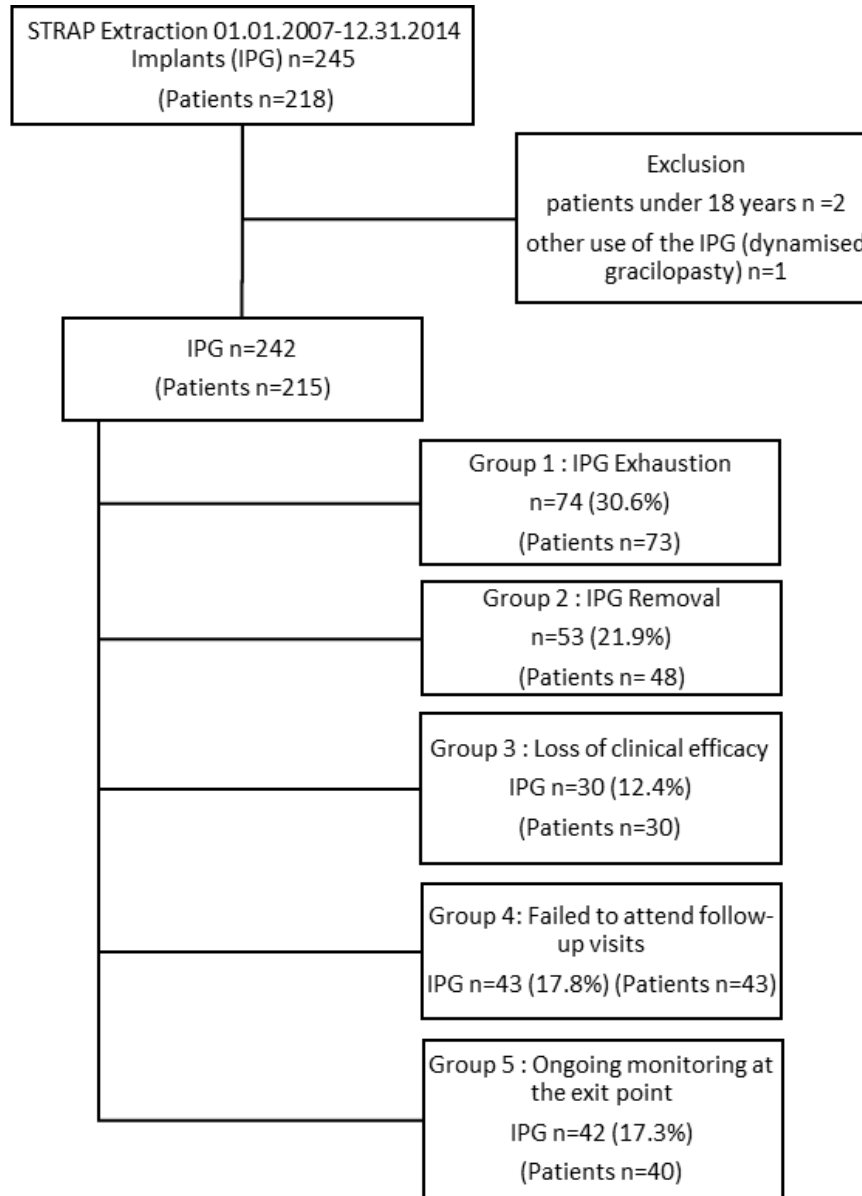 STRAP Extraction 01.01.2007-12.31.2014
Implants (IPG) n=245
(Patients n=218)
Exclusion
patients under 18 years n =2
other use of the IPG (dynamised
gracilopasty) n=1
IPG n=242
(Patients n=215)
Group 1 : IPG Exhaustion
n=74 (30.6%)
(Patients n=73)
Group 2 : IPG Removal
n=53 (21.9%)
(Patients n= 48)
Group 3 : Loss of clinical efficacy
IPG n=30 (12.4%)
(Patients n=30)
Group 4: Failed to attend follow-
up visits
IPG n=43 (17.8%) (Patients n=43)
Group 5 : Ongoing monitoring at
the exit point
IPG n=42 (17.3%)
(Patients n=40)